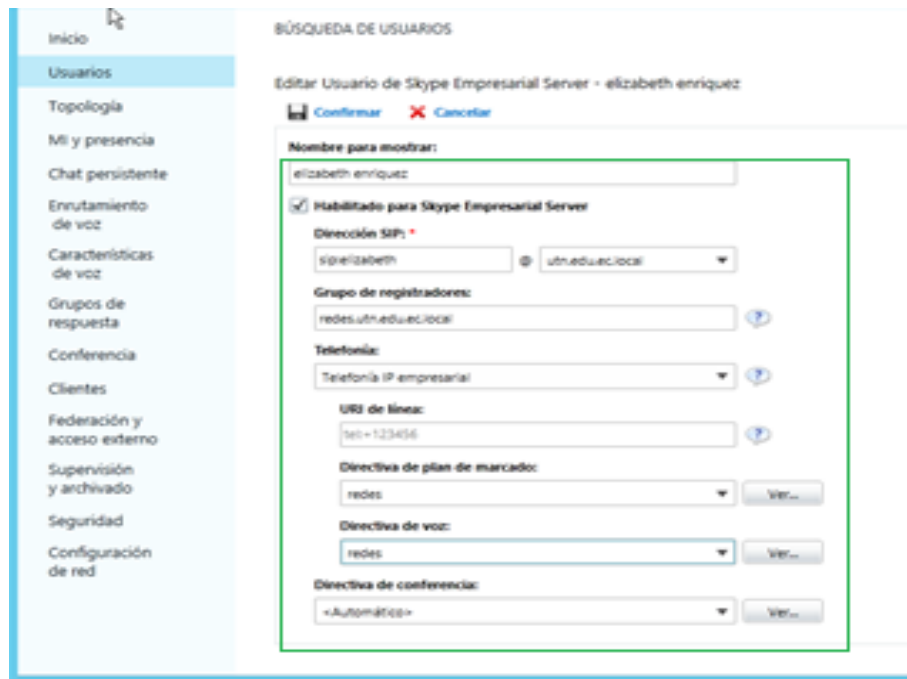 Inicio
Usuarios
Topología
MI y presencia
Chat persistente
Enrutamiento
de voz
Características
de voz
Grupos de
respuesta
Conferencia
Clientes
Federación y
acceso externo
Supervisión
y archivado
Seguridad
Configuración
de red
BÚSQUEDA DE USUARIOS
Editar Usuario de Skype Empresarial Server - elizabeth enriquez
Confirmar Cancelar
Nombre para mostrar:
elizabeth enriquez
Habilitado para Skype Empresarial Server
Dirección SIP: *
sip:elizabeth @ utn.edu.ec.local
Grupo de registradores:
redes.utn.edu.ec.local
Telefonía:
Telefonía IP empresarial
URI de línea:
tel:+123456
Directiva de plan de marcado:
redes Ver...
Directiva de voz:
redes Ver...
Directiva de conferencia:
<Automático> Ver...